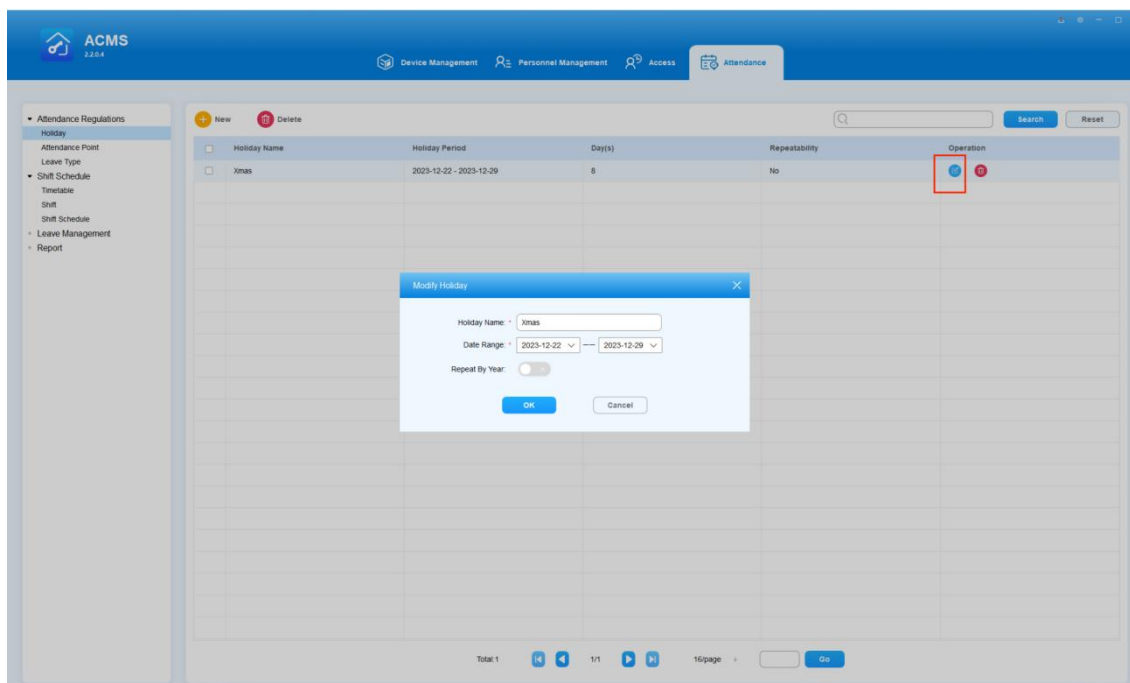 ACMS
2.2.0.4
Device Management
Personnel Management
Access
Attendance
Attendance Regulations
Holiday
Attendance Point
Leave Type
Shift Schedule
Timetable
Shift
Shift Schedule
Leave Management
Report
New
Delete
Search
Reset
Holiday Name Holiday Period Day(s) Repeatability Operation
Xmas 2023-12-22 - 2023-12-29 8 No
Modify Holiday
Holiday Name: * Xmas
Date Range: * 2023-12-22 — 2023-12-29
Repeat By Year:
OK
Cancel
Total:1 1/1 16/page Go